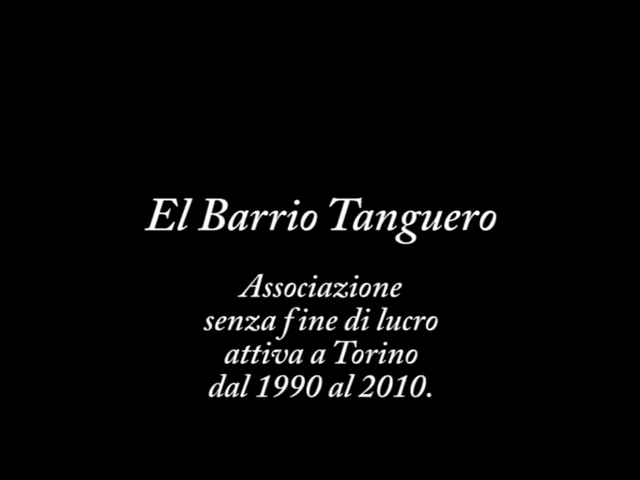 El Barrio Tanguero
Associazione
senza fine di lucro
attiva a Torino
dal 1990 al 2010.